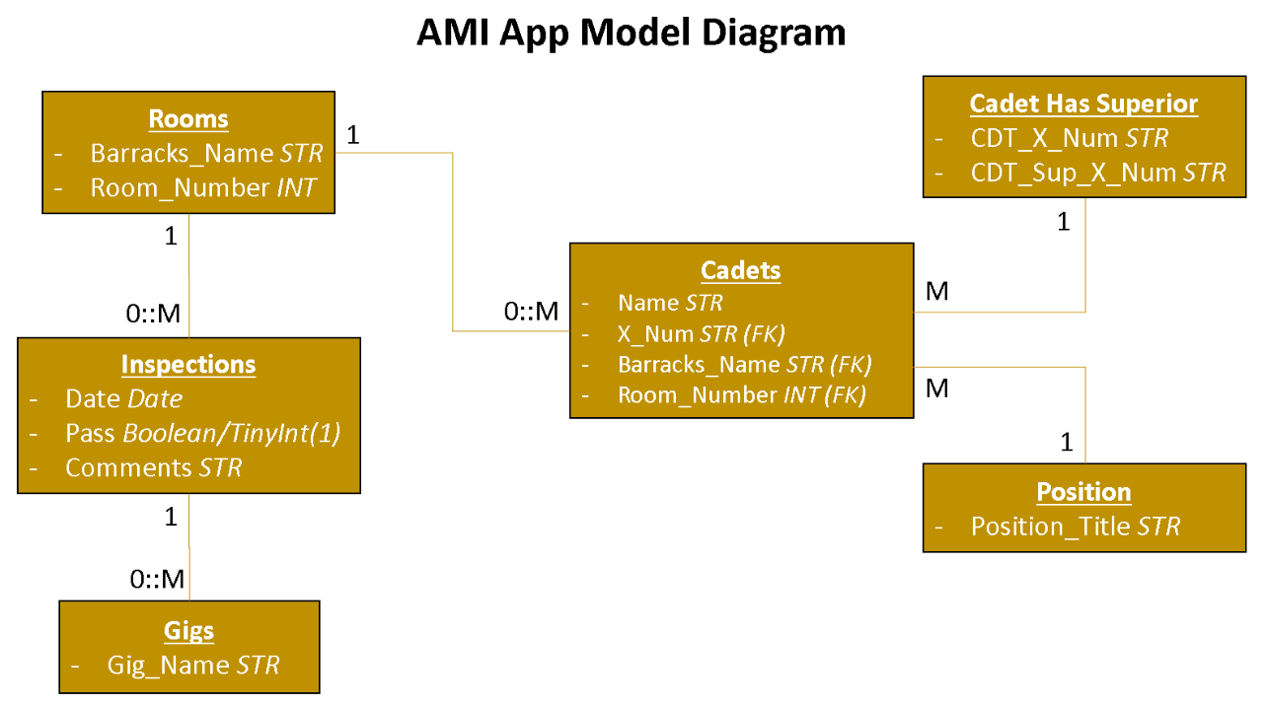 AMI App Model Diagram
Rooms
- Barracks_Name STR
- Room_Number INT
1
1
0::M
Inspections
- Date Date
- Pass Boolean/TinyInt(1)
- Comments STR
1
0::M
Gigs
- Gig_Name STR
0::M
Cadets
- Name STR
- X_Num STR (FK)
- Barracks_Name STR (FK)
- Room_Number INT (FK)
Cadet Has Superior
- CDT_X_Num STR
- CDT_Sup_X_Num STR
1
M
M
1
Position
- Position_Title STR